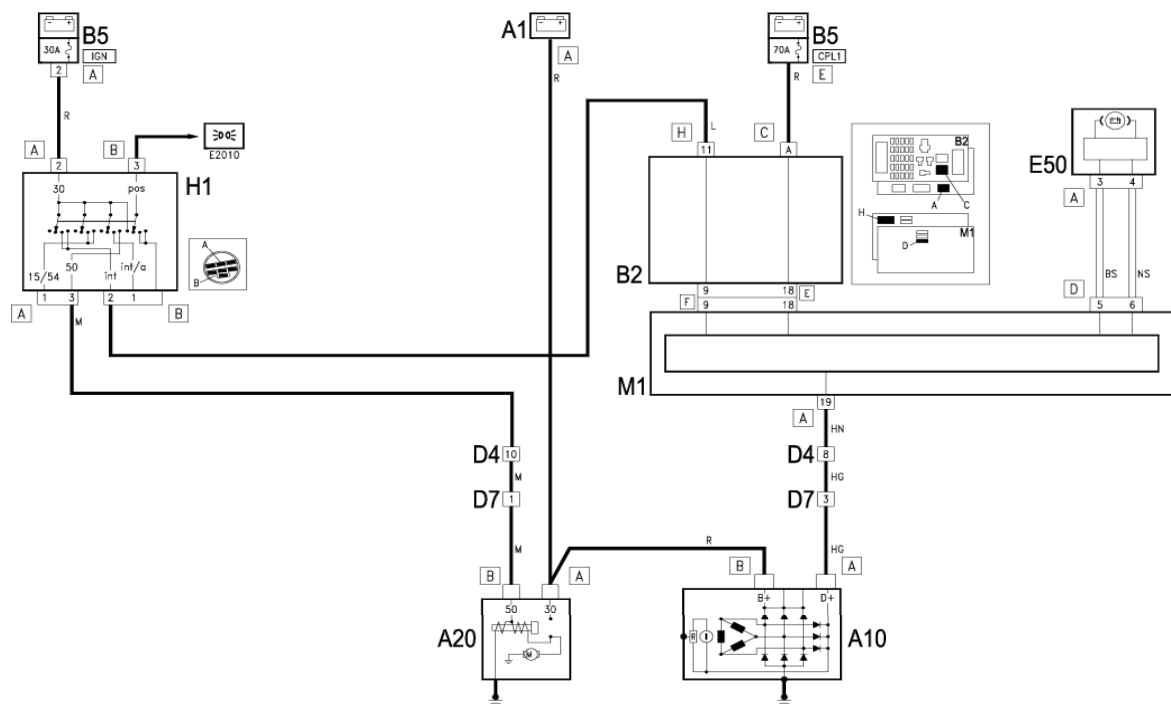 B5 A1 B5
30A IGN A 70A CPL1
2 A R E
R R
H L C
A B E2010 11 A B2 E50
2 3 H1 3 4
30 pos A C A
H M1
A D
15/54 50 int int/a B B2 BS NS
1 3 2 1 9 18 E D
A M B F 9 18 5 6
M1 19
A HN
D4 10 D4 8
M HG
D7 1 D7 3
R
M HG
B A B A
50 30 B+ D+
A20 M R A10